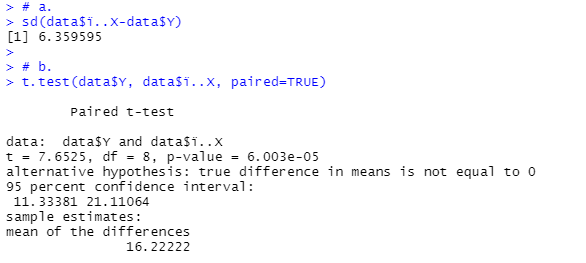 > # a.
> sd(data$ï..X-data$Y)
[1] 6.359595
>
> # b.
> t.test(data$Y, data$ï..X, paired=TRUE)
Paired t-test
data:  data$Y and data$ï..X
t = 7.6525, df = 8, p-value = 6.003e-05
alternative hypothesis: true difference in means is not equal to 0
95 percent confidence interval:
11.33381 21.11064
sample estimates:
mean of the differences
16.22222